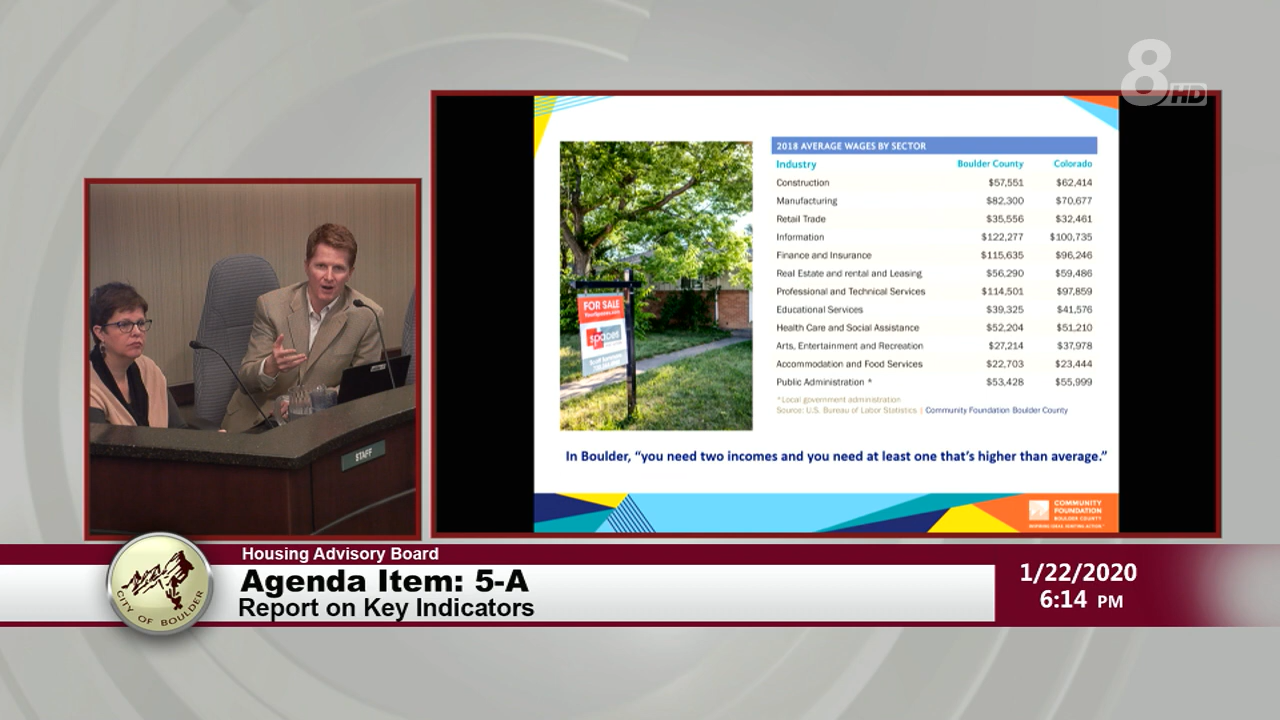 8HD
2018 AVERAGE WAGES BY SECTOR
Industry Boulder County Colorado
Construction $57,551 $62,414
Manufacturing $82,300 $70,677
Retail Trade $35,556 $32,461
Information $122,277 $100,735
Finance and Insurance $115,635 $96,246
Real Estate and rental and Leasing $56,290 $59,486
Professional and Technical Services $114,501 $97,859
Educational Services $39,325 $41,576
Health Care and Social Assistance $52,204 $51,210
Arts, Entertainment and Recreation $27,214 $37,978
Accommodation and Food Services $22,703 $23,444
Public Administration * $53,428 $55,999
*Local government administration
Source: U.S. Bureau of Labor Statistics | Community Foundation Boulder County
FOR SALE
spaces
In Boulder, “you need two incomes and you need at least one that’s higher than average.”
COMMUNITY
FOUNDATION
BOULDER COUNTY
STAFF
Housing Advisory Board
Agenda Item: 5-A
Report on Key Indicators
1/22/2020
6:14 PM
CITY OF BOULDER